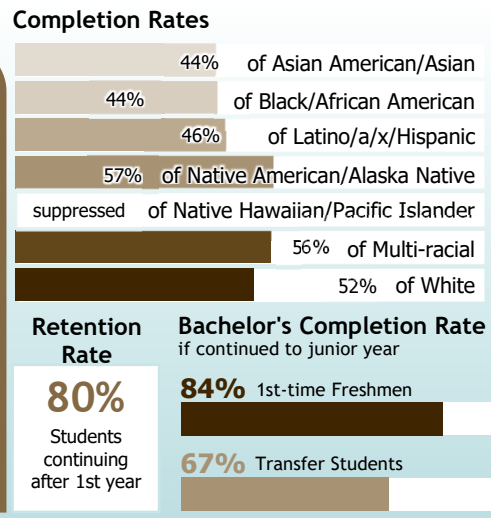 Completion Rates
44% of Asian American/Asian
44% of Black/African American
46% of Latino/a/x/Hispanic
57% of Native American/Alaska Native
suppressed of Native Hawaiian/Pacific Islander
56% of Multi-racial
52% of White
Retention
Rate
80%
Students
continuing
after 1st year
Bachelor's Completion Rate
if continued to junior year
84% 1st-time Freshmen
67% Transfer Students